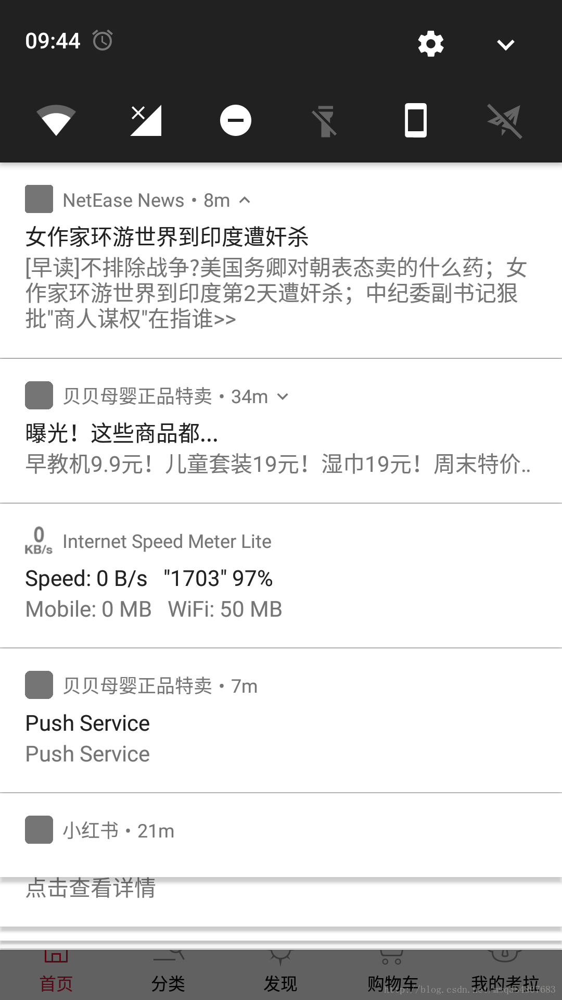 09:44
NetEase News • 8m
女作家环游世界到印度遭奸杀
[早读]不排除战争?美国务卿对朝表态卖的什么药；女
作家环游世界到印度第2天遭奸杀；中纪委副书记狠
批"商人谋权"在指谁>>
贝贝母婴正品特卖 • 34m
曝光！这些商品都...
早教机9.9元！儿童套装19元！湿巾19元！周末特价..
0
KB/s
Internet Speed Meter Lite
Speed: 0 B/s "1703" 97%
Mobile: 0 MB WiFi: 50 MB
贝贝母婴正品特卖 • 7m
Push Service
Push Service
小红书 • 21m
点击查看详情
首页 分类 发现 购物车 我的考拉
http://blog.csdn.net/mwq384807683